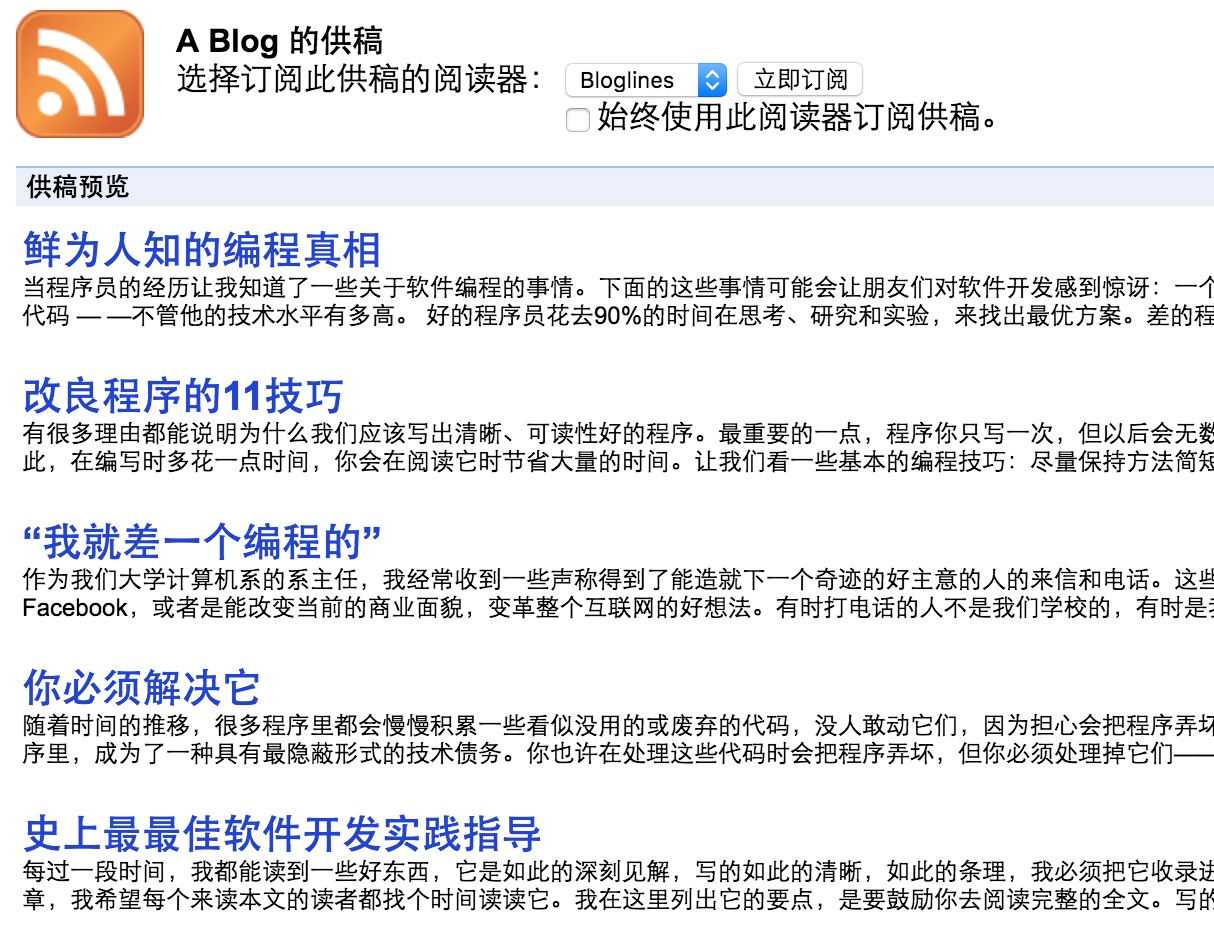 A Blog 的供稿
选择订阅此供稿的阅读器： Bloglines 立即订阅
始终使用此阅读器订阅供稿。
供稿预览
鲜为人知的编程真相
当程序员的经历让我知道了一些关于软件编程的事情。下面的这些事情可能会让朋友们对软件开发感到惊讶：一个
代码 — —不管他的技术水平有多高。 好的程序员花去90%的时间在思考、研究和实验，来找出最优方案。差的程
改良程序的11技巧
有很多理由都能说明为什么我们应该写出清晰、可读性好的程序。最重要的一点，程序你只写一次，但以后会无数
此，在编写时多花一点时间，你会在阅读它时节省大量的时间。让我们看一些基本的编程技巧：尽量保持方法简短
“我就差一个编程的”
作为我们大学计算机系的系主任，我经常收到一些声称得到了能造就下一个奇迹的好主意的人的来信和电话。这些
Facebook，或者是能改变当前的商业面貌，变革整个互联网的好想法。有时打电话的人不是我们学校的，有时是我
你必须解决它
随着时间的推移，很多程序里都会慢慢积累一些看似没用的或废弃的代码，没人敢动它们，因为担心会把程序弄坏
序里，成为了一种具有最隐蔽形式的技术债务。你也许在处理这些代码时会把程序弄坏，但你必须处理掉它们——
史上最最佳软件开发实践指导
每过一段时间，我都能读到一些好东西，它是如此的深刻见解，写的如此的清晰，如此的条理，我必须把它收录进
章，我希望每个来读本文的读者都找个时间读读它。我在这里列出它的要点，是要鼓励你去阅读完整的全文。写的